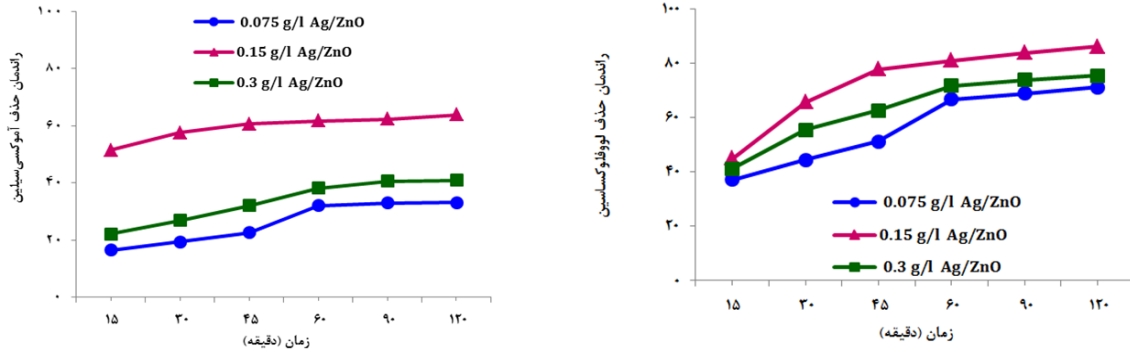 راندمان حذف آموکسی‌سیلین
۱۰۰
۸۰
۶۰
۴۰
۲۰
۰
0.075 g/l Ag/ZnO
0.15 g/l Ag/ZnO
0.3 g/l Ag/ZnO
۱۵ ۳۰ ۴۵ ۶۰ ۹۰ ۱۲۰
زمان (دقیقه)
راندمان حذف لووفلوکساسین
۱۰۰
۸۰
۶۰
۴۰
۲۰
۰
0.075 g/l Ag/ZnO
0.15 g/l Ag/ZnO
0.3 g/l Ag/ZnO
۱۵ ۳۰ ۴۵ ۶۰ ۹۰ ۱۲۰
زمان (دقیقه)